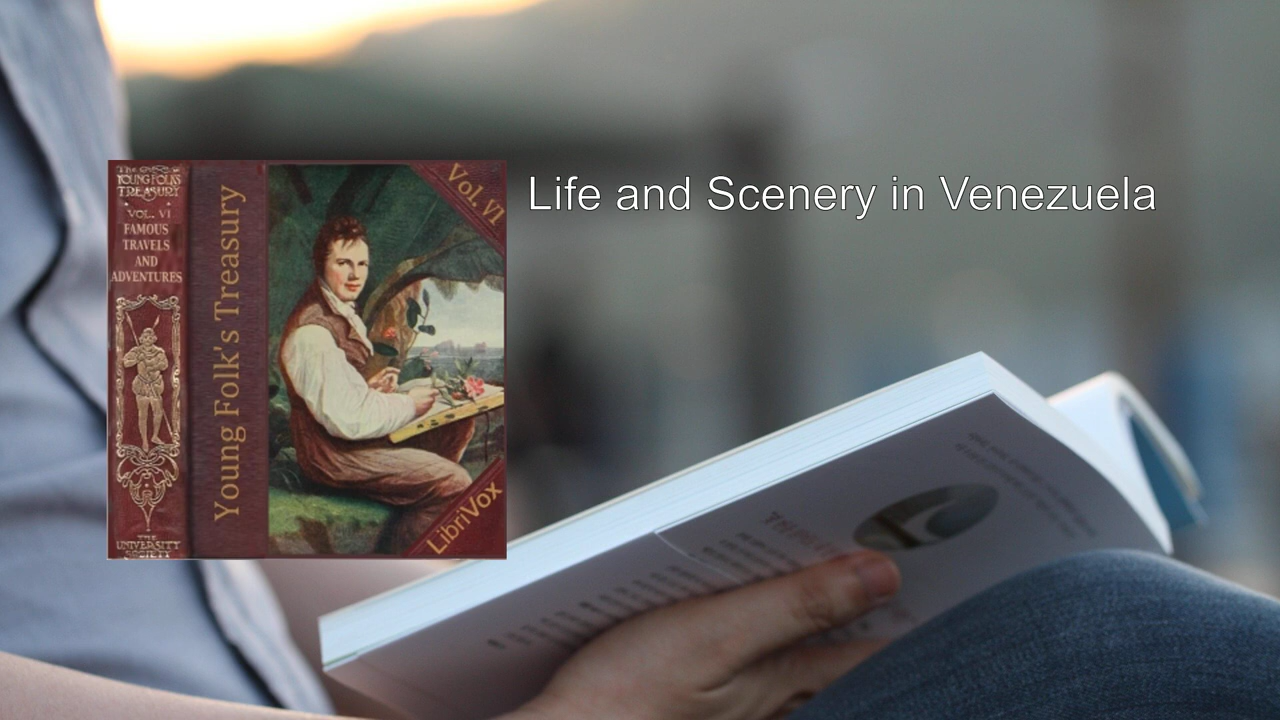 THE
YOUNG FOLKS
TREASURY
VOL. VI
FAMOUS
TRAVELS
AND
ADVENTURES
THE
UNIVERSITY
SOCIETY
Young Folk's Treasury
Vol. VI
LibriVox
Life and Scenery in Venezuela